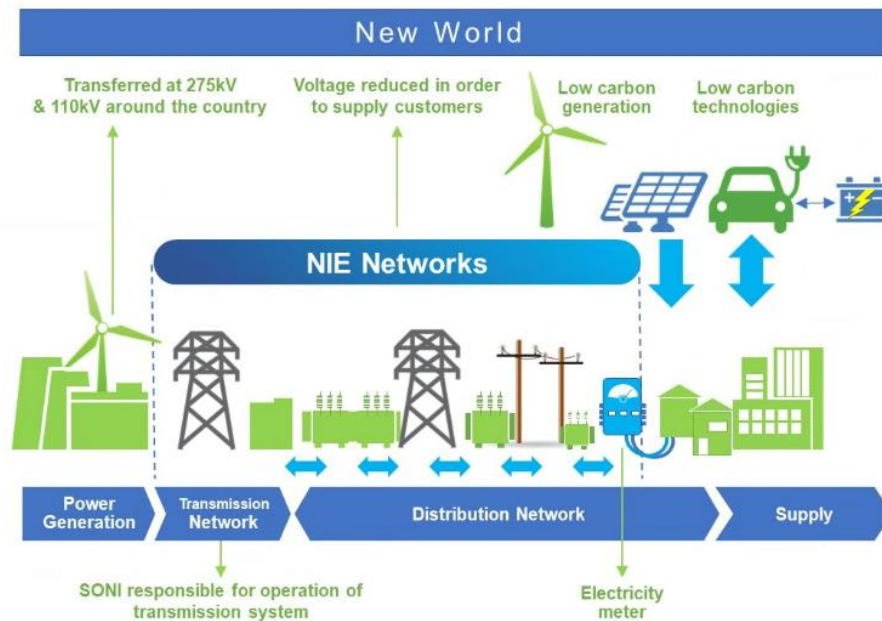 New World
Transferred at 275kV
& 110kV around the country
Voltage reduced in order
to supply customers
Low carbon
generation
Low carbon
technologies
NIE Networks
Power
Generation
Transmission
Network
Distribution Network
Supply
SONI responsible for operation of
transmission system
Electricity
meter